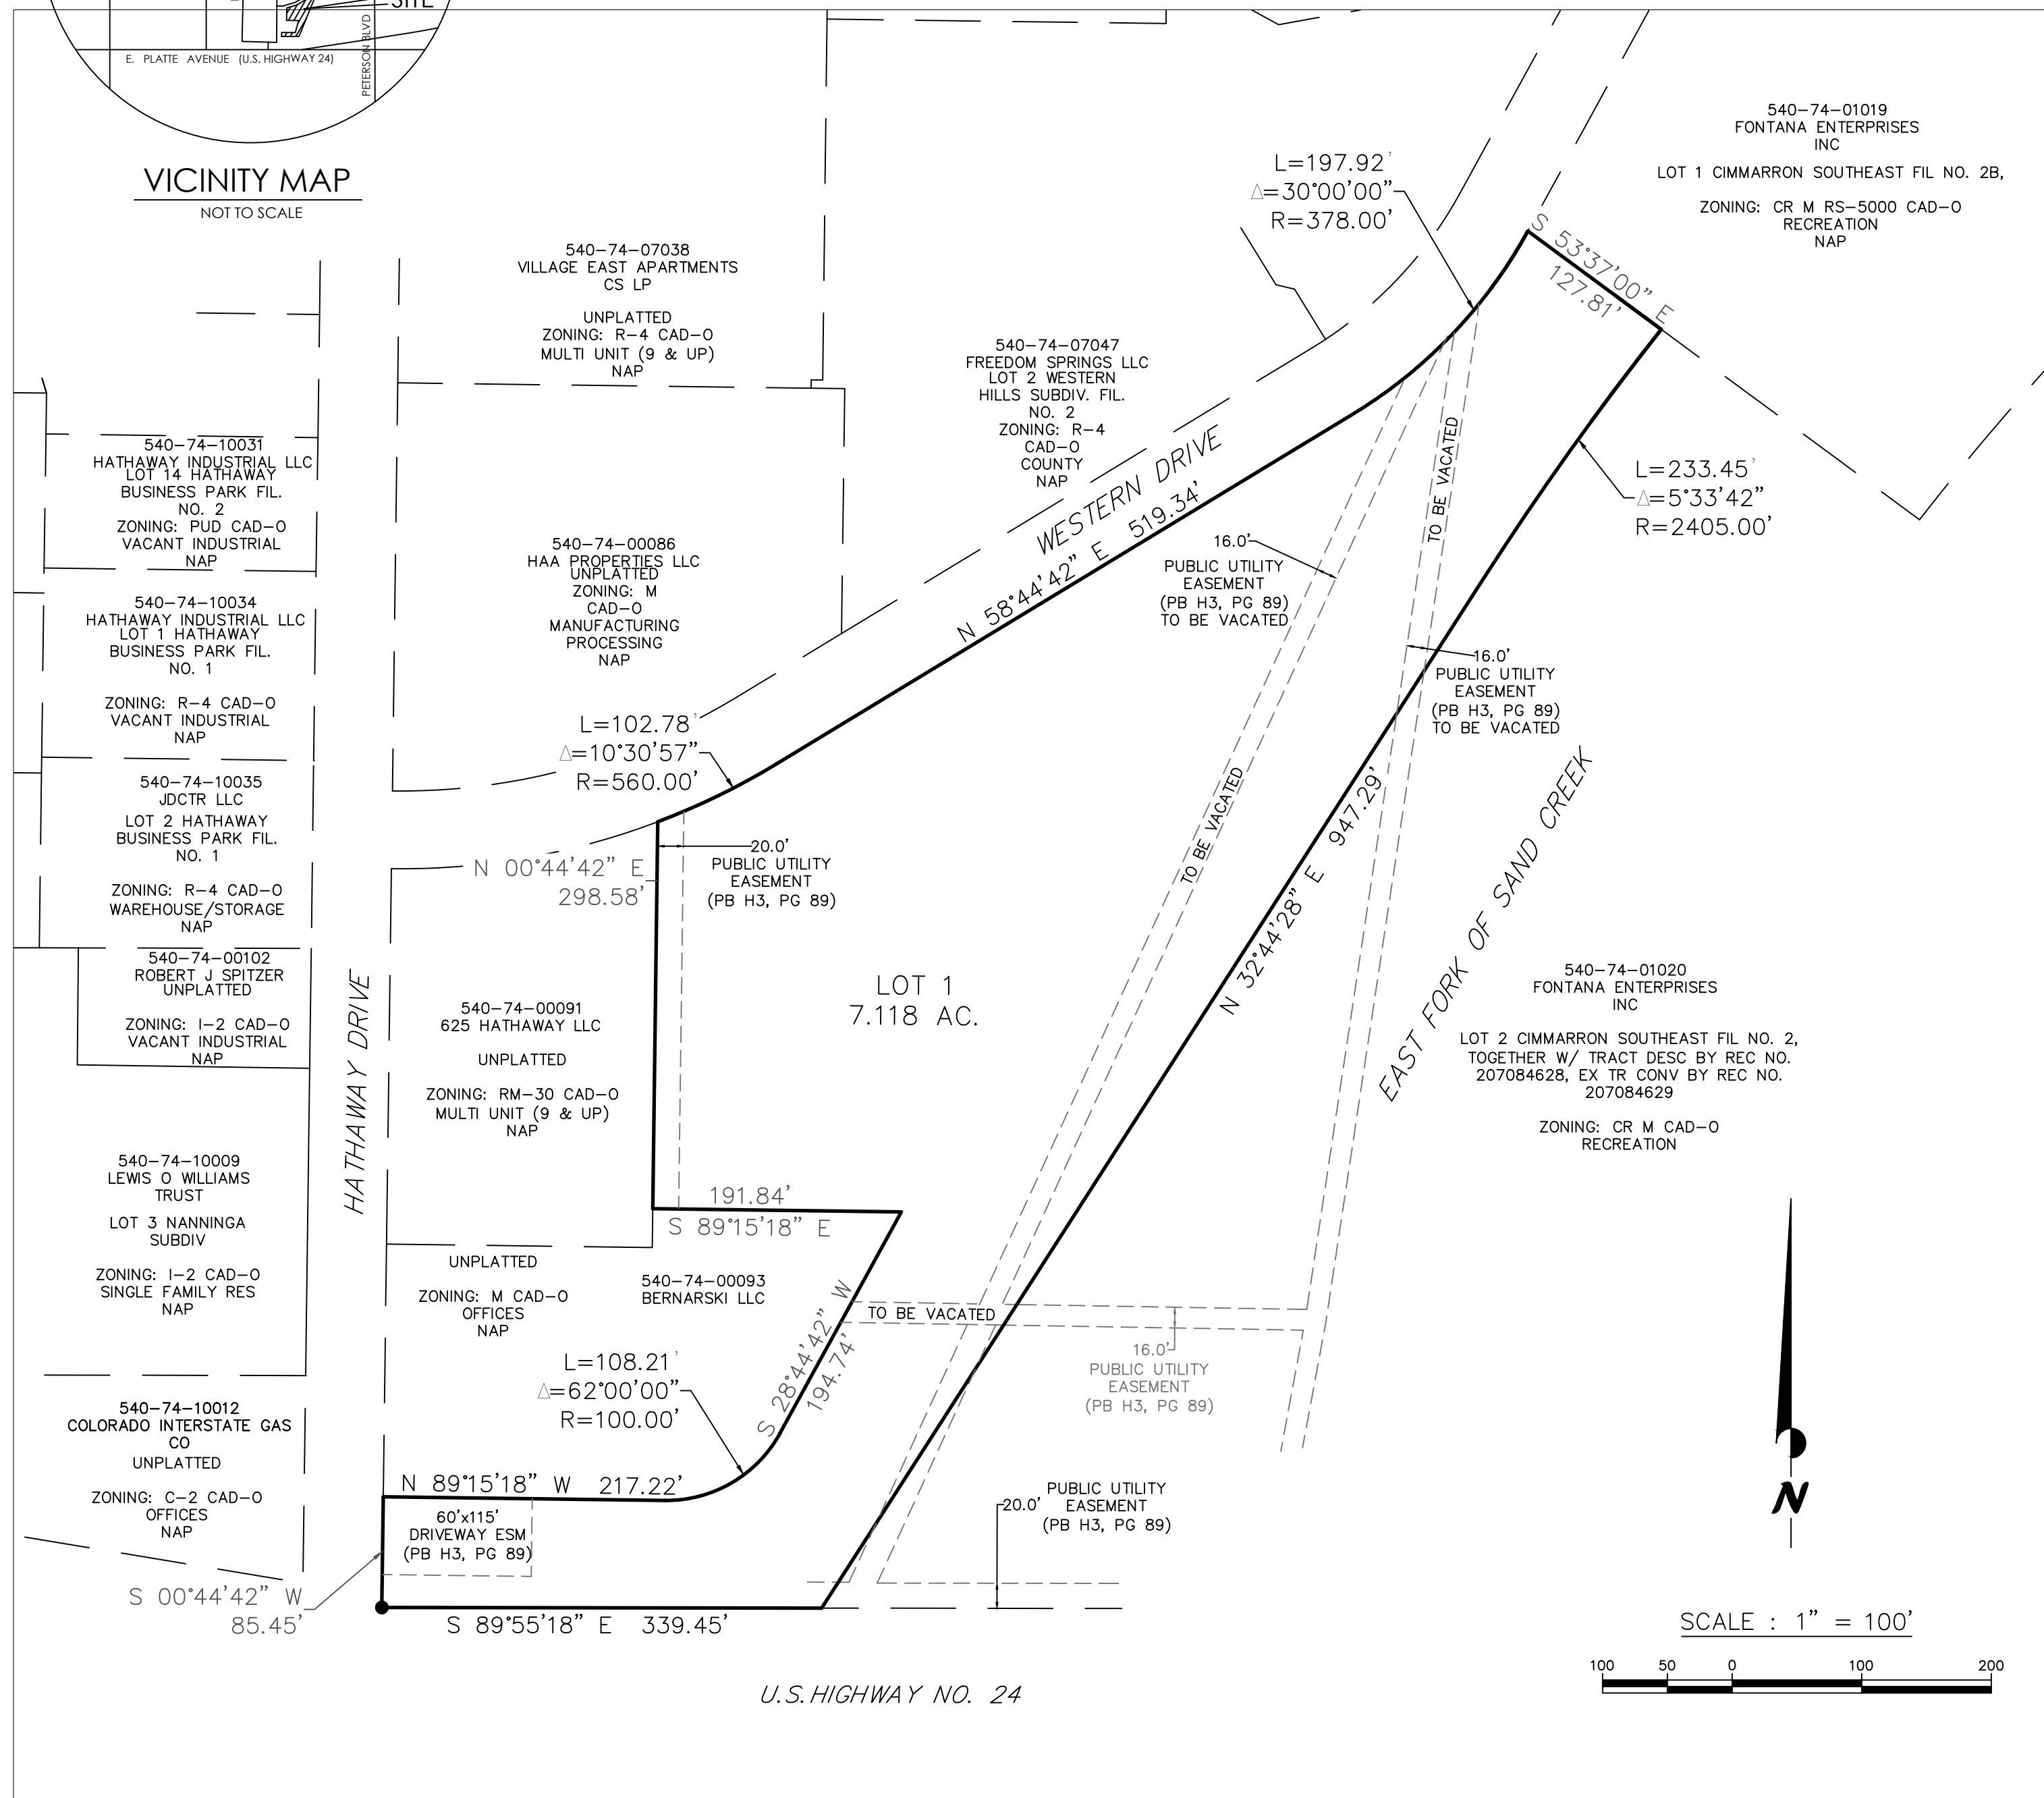 SITE
E. PLATTE AVENUE (U.S. HIGHWAY 24)
PETERSON BLVD
VICINITY MAP
NOT TO SCALE
540-74-01019
FONTANA ENTERPRISES
INC
LOT 1 CIMMARRON SOUTHEAST FIL NO. 2B,
ZONING: CR M RS-5000 CAD-O
RECREATION
NAP
L=197.92'
Δ=30°00'00"
R=378.00'
S 53°37'00" E
127.81'
540-74-07038
VILLAGE EAST APARTMENTS
CS LP
UNPLATTED
ZONING: R-4 CAD-O
MULTI UNIT (9 & UP)
NAP
540-74-07047
FREEDOM SPRINGS LLC
LOT 2 WESTERN
HILLS SUBDIV. FIL.
NO. 2
ZONING: R-4
CAD-O
COUNTY
NAP
540-74-10031
HATHAWAY INDUSTRIAL LLC
LOT 14 HATHAWAY
BUSINESS PARK FIL.
NO. 2
ZONING: PUD CAD-O
VACANT INDUSTRIAL
NAP
WESTERN DRIVE
N 58°44'42" E 519.34'
TO BE VACATED
L=233.45'
Δ=5°33'42"
R=2405.00'
540-74-00086
HAA PROPERTIES LLC
UNPLATTED
ZONING: M
CAD-O
MANUFACTURING
PROCESSING
NAP
16.0'
PUBLIC UTILITY
EASEMENT
(PB H3, PG 89)
TO BE VACATED
540-74-10034
HATHAWAY INDUSTRIAL LLC
LOT 1 HATHAWAY
BUSINESS PARK FIL.
NO. 1
ZONING: R-4 CAD-O
VACANT INDUSTRIAL
NAP
16.0'
PUBLIC UTILITY
EASEMENT
(PB H3, PG 89)
TO BE VACATED
L=102.78'
Δ=10°30'57"
R=560.00'
540-74-10035
JDCTR LLC
LOT 2 HATHAWAY
BUSINESS PARK FIL.
NO. 1
ZONING: R-4 CAD-O
WAREHOUSE/STORAGE
NAP
N 00°44'42" E
298.58'
20.0'
PUBLIC UTILITY
EASEMENT
(PB H3, PG 89)
TO BE VACATED
N 32°44'28" E 947.29'
EAST FORK OF SAND CREEK
540-74-00102
ROBERT J SPITZER
UNPLATTED
ZONING: I-2 CAD-O
VACANT INDUSTRIAL
NAP
HATHAWAY DRIVE
540-74-00091
625 HATHAWAY LLC
UNPLATTED
ZONING: RM-30 CAD-O
MULTI UNIT (9 & UP)
NAP
LOT 1
7.118 AC.
540-74-01020
FONTANA ENTERPRISES
INC
LOT 2 CIMMARRON SOUTHEAST FIL NO. 2,
TOGETHER W/ TRACT DESC BY REC NO.
207084628, EX TR CONV BY REC NO.
207084629
ZONING: CR M CAD-O
RECREATION
540-74-10009
LEWIS O WILLIAMS
TRUST
LOT 3 NANNINGA
SUBDIV
ZONING: I-2 CAD-O
SINGLE FAMILY RES
NAP
191.84'
S 89°15'18" E
UNPLATTED
ZONING: M CAD-O
OFFICES
NAP
540-74-00093
BERNARSKI LLC
S 28°44'42" W
194.74'
TO BE VACATED
16.0'
PUBLIC UTILITY
EASEMENT
(PB H3, PG 89)
L=108.21'
Δ=62°00'00"
R=100.00'
540-74-10012
COLORADO INTERSTATE GAS
CO
UNPLATTED
ZONING: C-2 CAD-O
OFFICES
NAP
N 89°15'18" W 217.22'
60'x115'
DRIVEWAY ESM
(PB H3, PG 89)
20.0'
PUBLIC UTILITY
EASEMENT
(PB H3, PG 89)
N
S 00°44'42" W
85.45'
S 89°55'18" E 339.45'
U.S.HIGHWAY NO. 24
SCALE : 1" = 100'
100 50 0 100 200